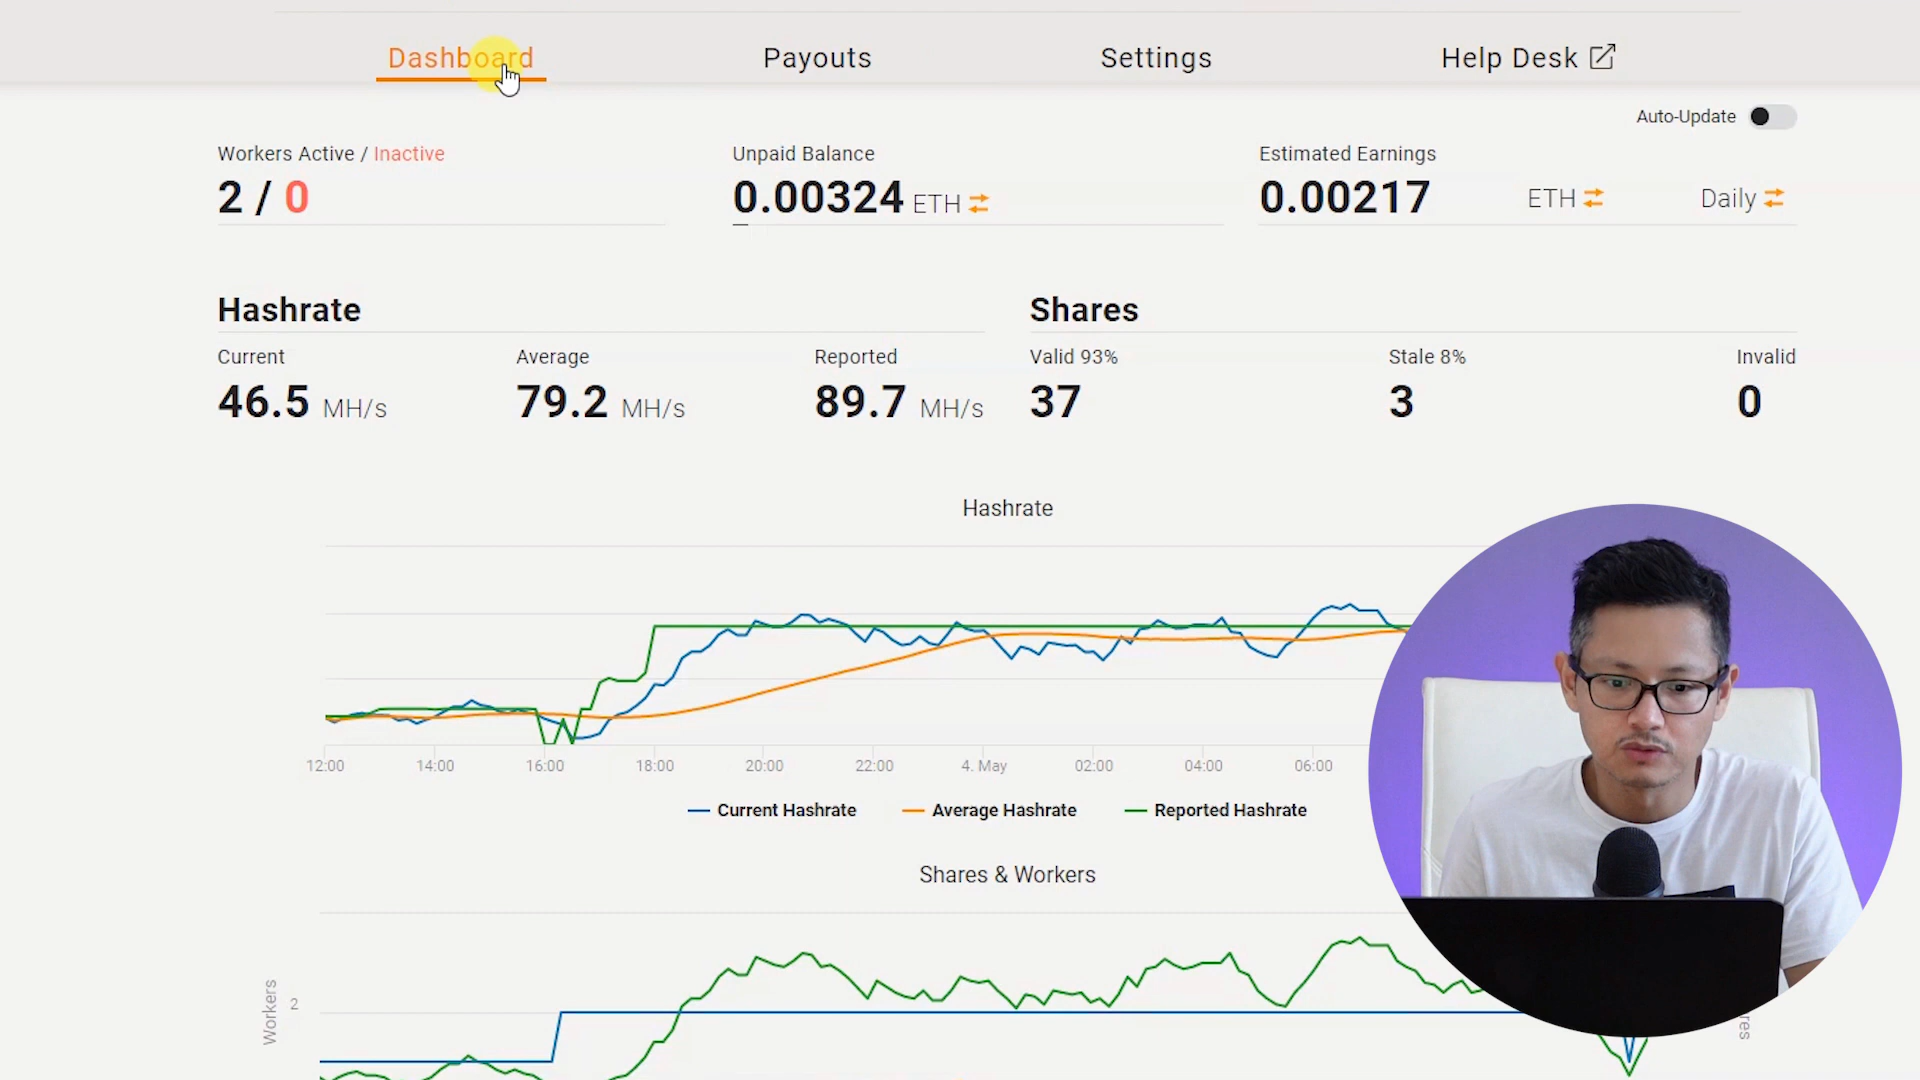 Dashboard Payouts Settings Help Desk
Auto-Update
Workers Active / Inactive Unpaid Balance Estimated Earnings
2 / 0 0.00324 ETH 0.00217 ETH Daily
Hashrate Shares
Current Average Reported Valid 93% Stale 8% Invalid
46.5 MH/s 79.2 MH/s 89.7 MH/s 37 3 0
Hashrate
12:00 14:00 16:00 18:00 20:00 22:00 4. May 02:00 04:00 06:00
Current Hashrate Average Hashrate Reported Hashrate
Shares & Workers
Workers
2